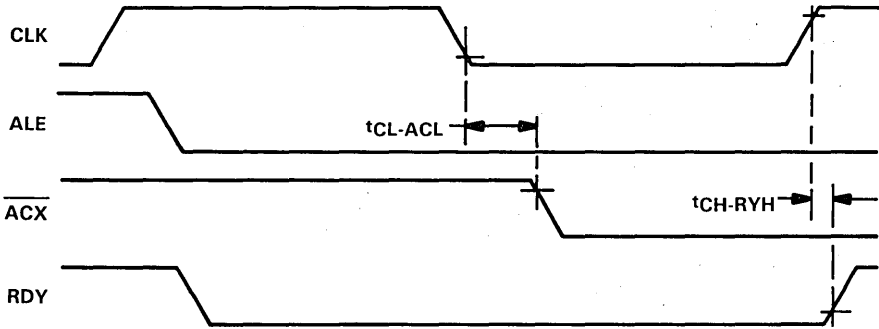 CLK
ALE
tCL-ACL
ACX
tCH-RYH
RDY